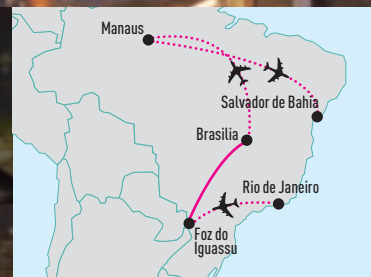 Manaus
Salvador de Bahia
Brasilia
Rio de Janeiro
Foz do
Iguassu